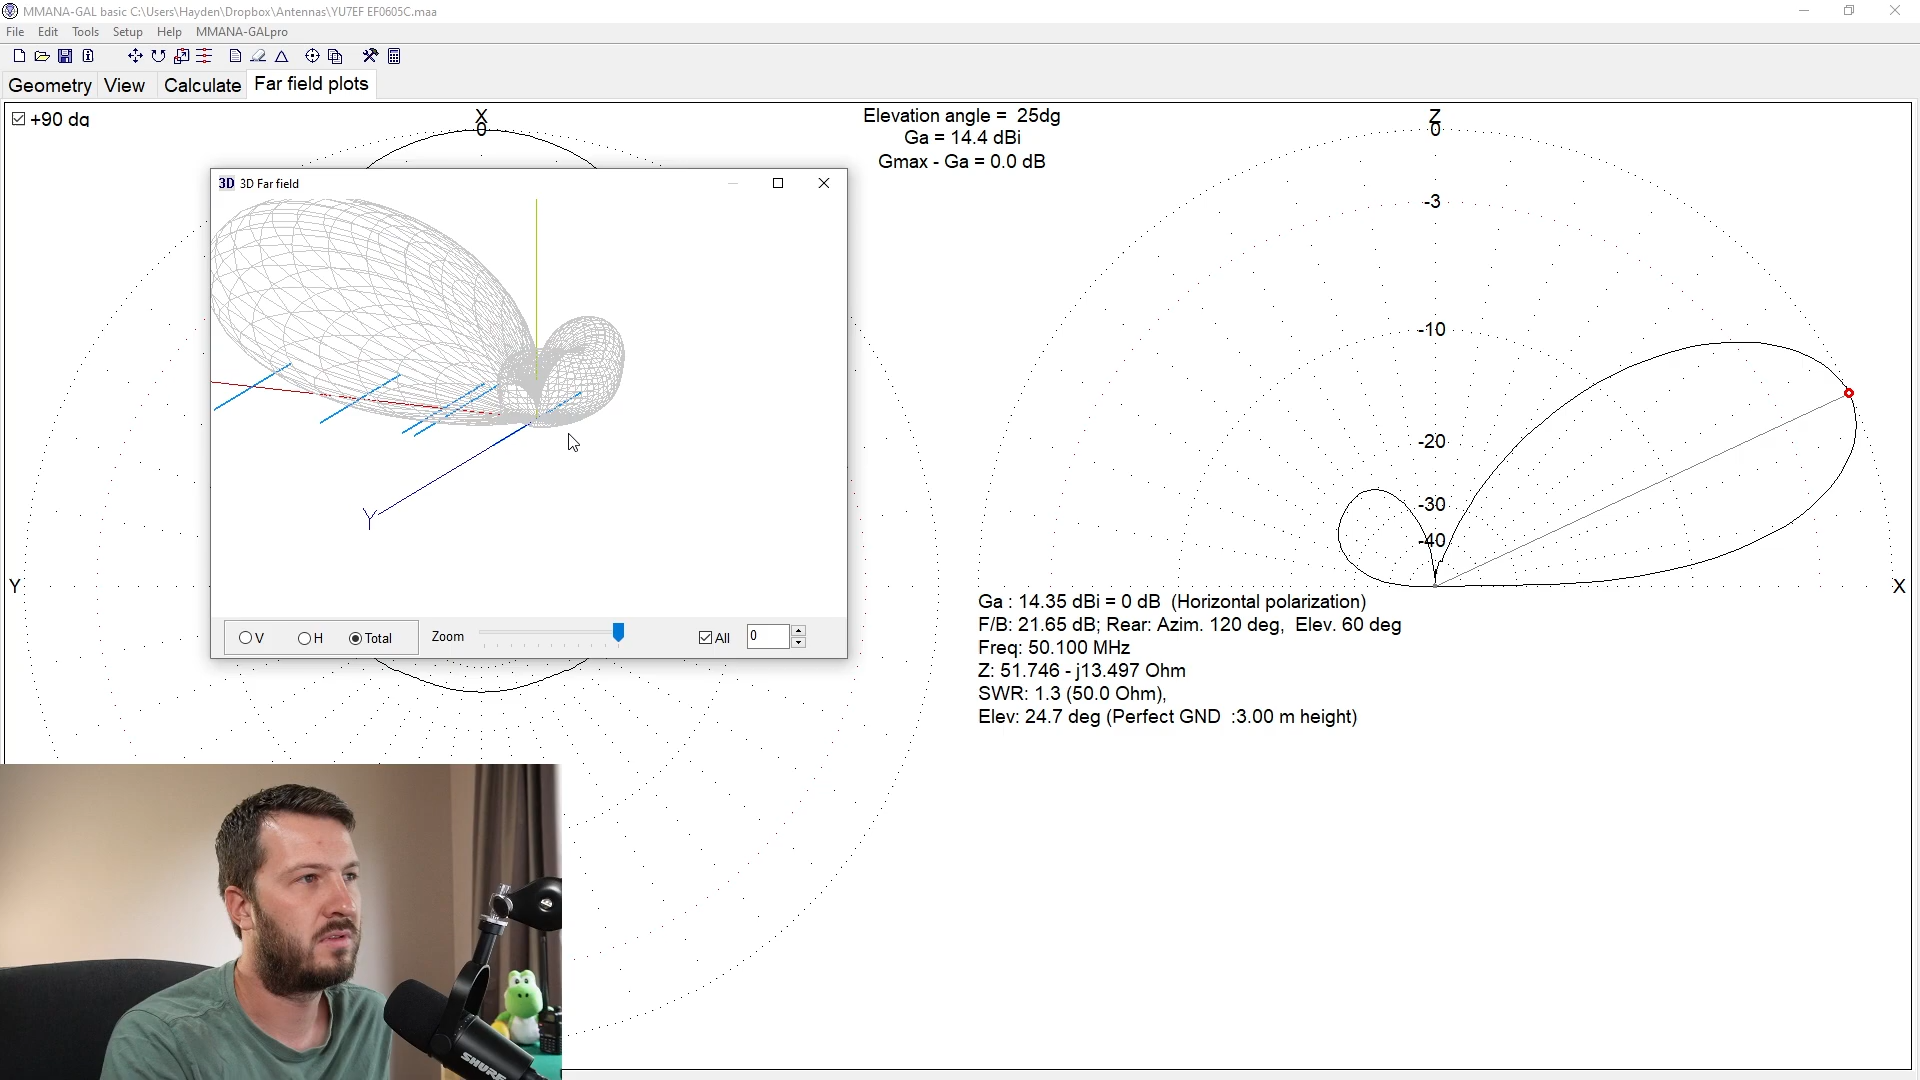 MMANA-GAL basic C:\Users\Hayden\Dropbox\Antennas\YU7EF EF0605C.maa
File Edit Tools Setup Help MMANA-GALpro
Geometry View Calculate Far field plots
+90 dg
X
0
Elevation angle = 25dg
Ga = 14.4 dBi
Gmax - Ga = 0.0 dB
Z
0
-3
-10
-20
-30
-40
X
Y
3D 3D Far field
Y
V H Total Zoom All 0
Ga : 14.35 dBi = 0 dB (Horizontal polarization)
F/B: 21.65 dB; Rear: Azim. 120 deg, Elev. 60 deg
Freq: 50.100 MHz
Z: 51.746 - j13.497 Ohm
SWR: 1.3 (50.0 Ohm),
Elev: 24.7 deg (Perfect GND :3.00 m height)
SHURE